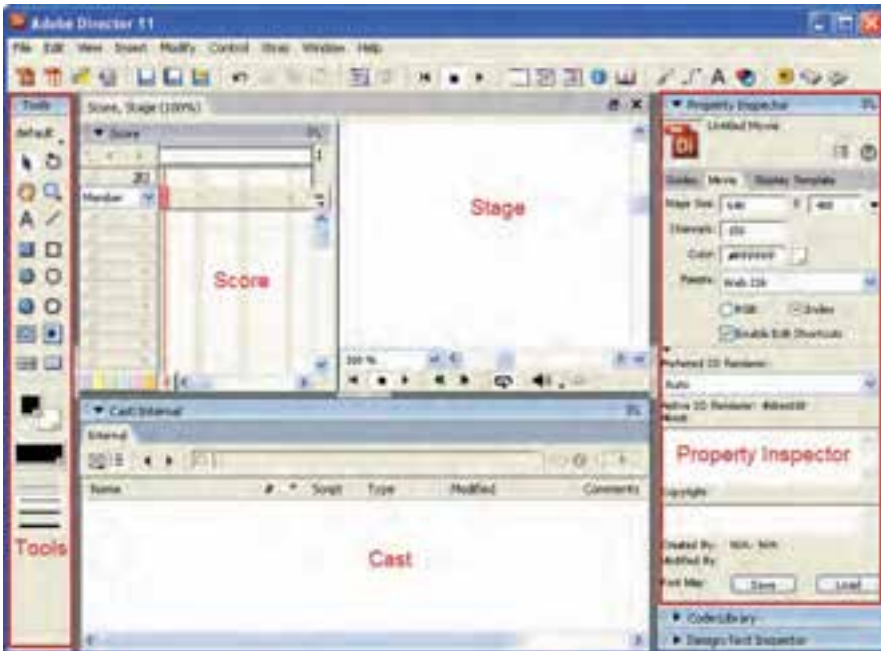 Adobe Director 11
File Edit View Insert Modify Control Xtras Window Help
Tools
default
Tools
Score, Stage (100%)
Score
Member
Score
Stage
100 %
Cast: Internal
Internal
Name # * Script Type Modified Comments
Cast
Property Inspector
Untitled Movie
Di
Guides Movie Display Template
Stage Size: 640 X 480
Channels: 150
Color: #FFFFFF
Palette: Web 216
RGB Index
Enable Edit Shortcuts
Preferred 3D Renderer:
Auto
Active 3D Renderer:
Property Inspector
Copyright:
Created By: N/A, N/A
Modified By:
Font Map: Save Load
Code Library
Design:Text Inspector